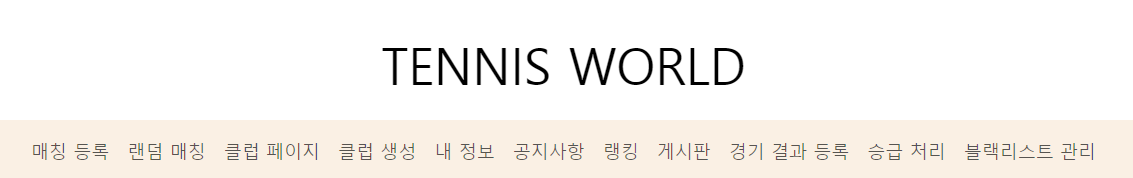 TENNIS WORLD
매칭 등록 랜덤 매칭 클럽 페이지 클럽 생성 내 정보 공지사항 랭킹 게시판 경기 결과 등록 승급 처리 블랙리스트 관리